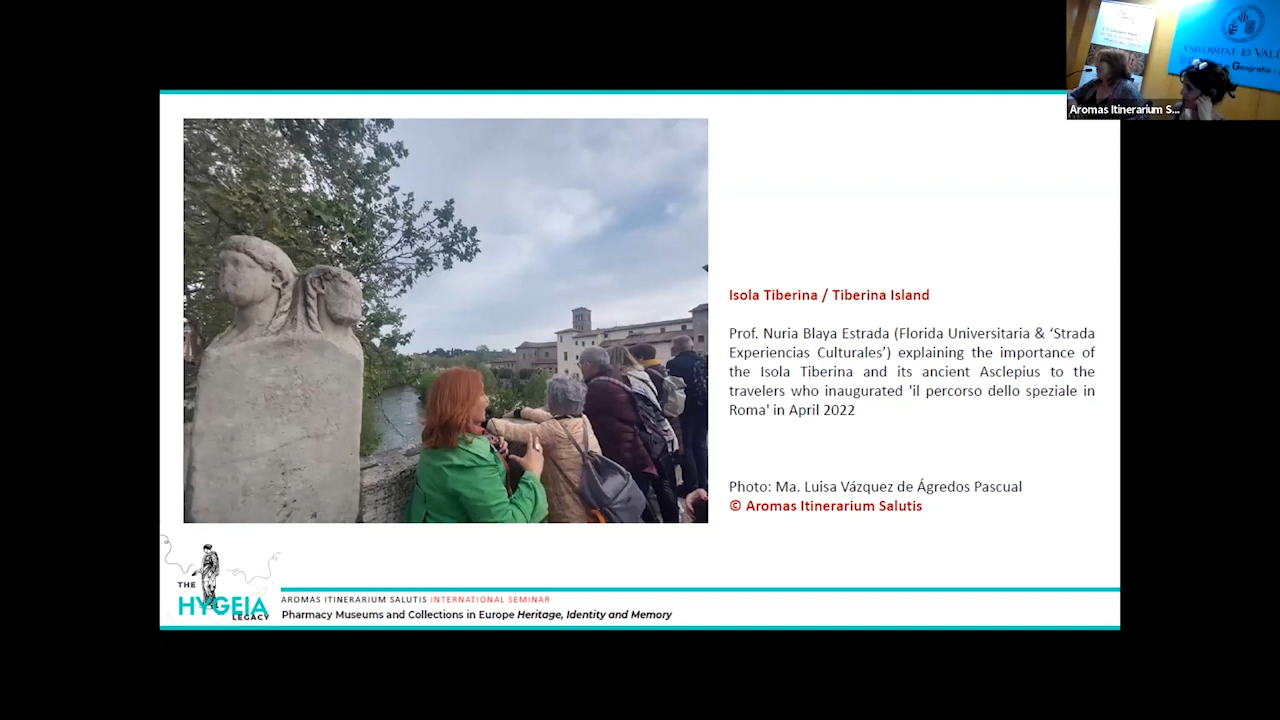 Isola Tiberina / Tiberina Island
Prof. Nuria Blaya Estrada (Florida Universitaria & ‘Strada
Experiencias Culturales’) explaining the importance of
the Isola Tiberina and its ancient Asclepius to the
travelers who inaugurated 'il percorso dello speziale in
Roma' in April 2022
Photo: Ma. Luisa Vázquez de Ágredos Pascual
© Aromas Itinerarium Salutis
THE
HYGEIA
LEGACY
AROMAS ITINERARIUM SALUTIS INTERNATIONAL SEMINAR
Pharmacy Museums and Collections in Europe Heritage, Identity and Memory
Aromas Itinerarium S...